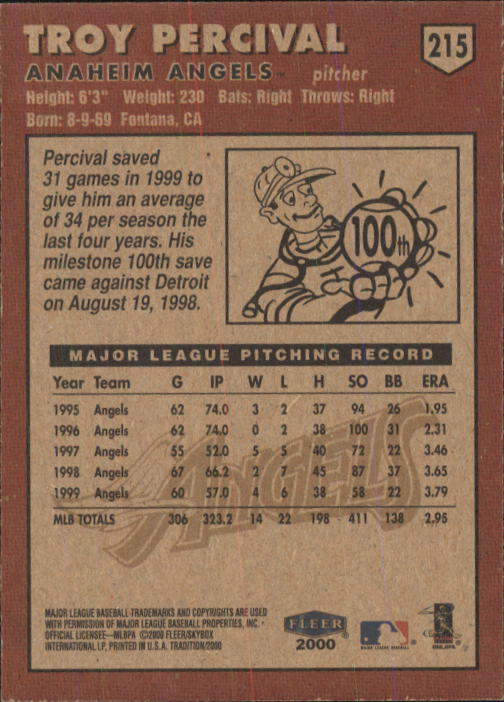 TROY PERCIVAL
215
ANAHEIM ANGELS™ pitcher
Height: 6'3" Weight: 230 Bats: Right Throws: Right
Born: 8-9-69 Fontana, CA
Percival saved
31 games in 1999 to
give him an average
of 34 per season the
last four years. His
milestone 100th save
came against Detroit
on August 19, 1998.
100th
MAJOR LEAGUE PITCHING RECORD
Year Team G IP W L H SO BB ERA
1995 Angels 62 74.0 3 2 37 94 26 1.95
1996 Angels 62 74.0 0 2 38 100 31 2.31
1997 Angels 55 52.0 5 5 40 72 22 3.46
1998 Angels 67 66.2 2 7 45 87 37 3.65
1999 Angels 60 57.0 4 6 38 58 22 3.79
MLB TOTALS 306 323.2 14 22 198 411 138 2.95
ANGELS
MAJOR LEAGUE BASEBALL TRADEMARKS AND COPYRIGHTS ARE USED
WITH PERMISSION OF MAJOR LEAGUE BASEBALL PROPERTIES, INC.
OFFICIAL LICENSEE—MLBPA ©2000 FLEER/SKYBOX
INTERNATIONAL LP, PRINTED IN U.S.A. TRADITION/2000
FLEER
2000
MAJOR LEAGUE BASEBALL